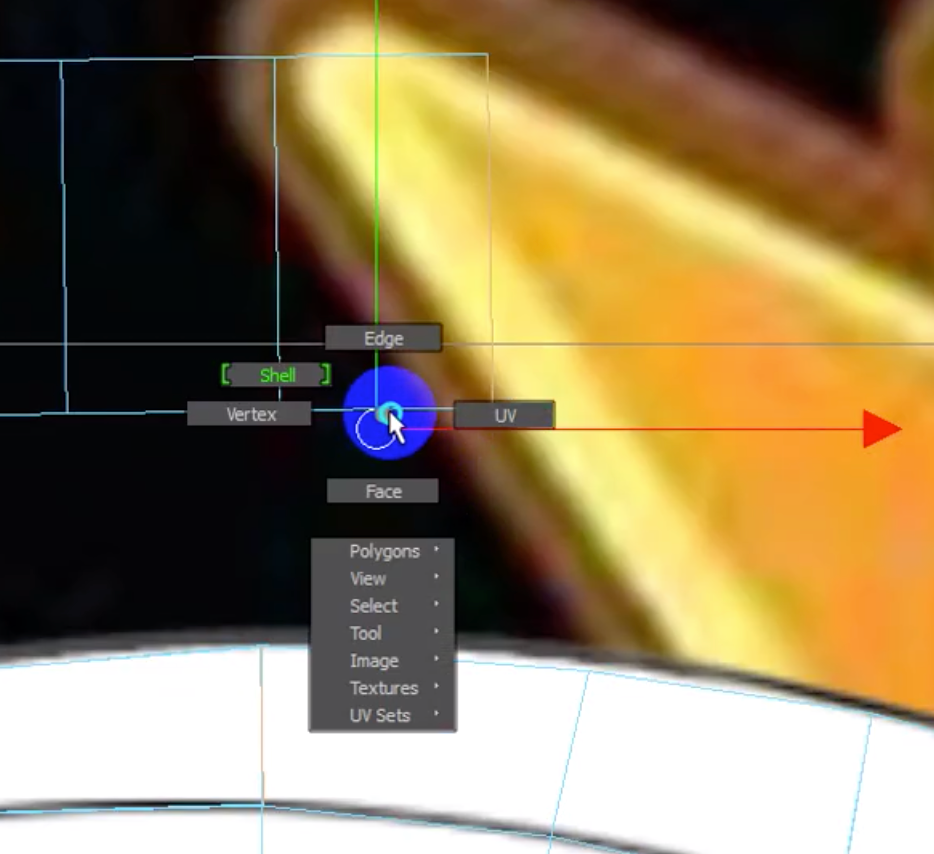 Edge
Shell
Vertex
UV
Face
Polygons
View
Select
Tool
Image
Textures
UV Sets